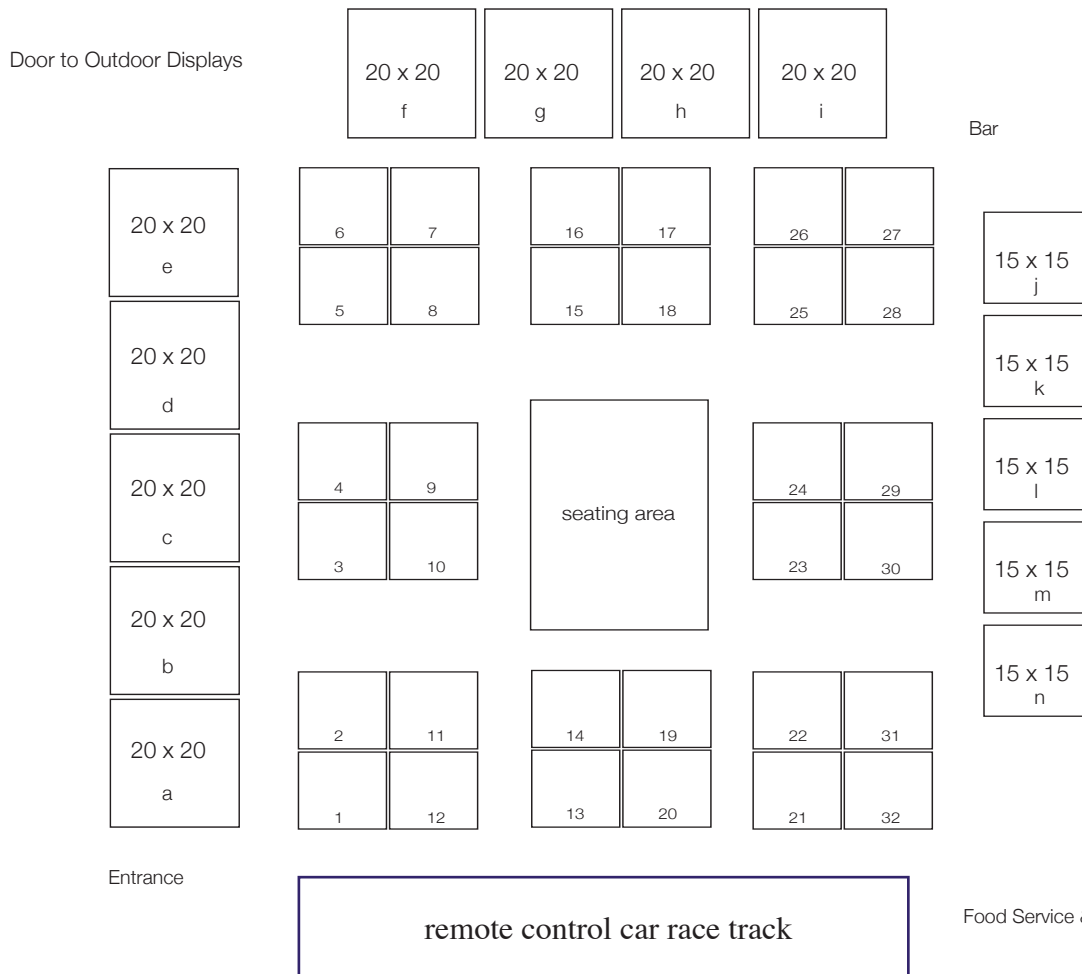 Door to Outdoor Displays
20 x 20
f
20 x 20
g
20 x 20
h
20 x 20
i
Bar
20 x 20
e
20 x 20
d
20 x 20
c
20 x 20
b
20 x 20
a
6 7
5 8
16 17
15 18
26 27
25 28
4 9
3 10
seating area
24 29
23 30
2 11
1 12
14 19
13 20
22 31
21 32
15 x 15
j
15 x 15
k
15 x 15
l
15 x 15
m
15 x 15
n
Entrance
remote control car race track
Food Service &